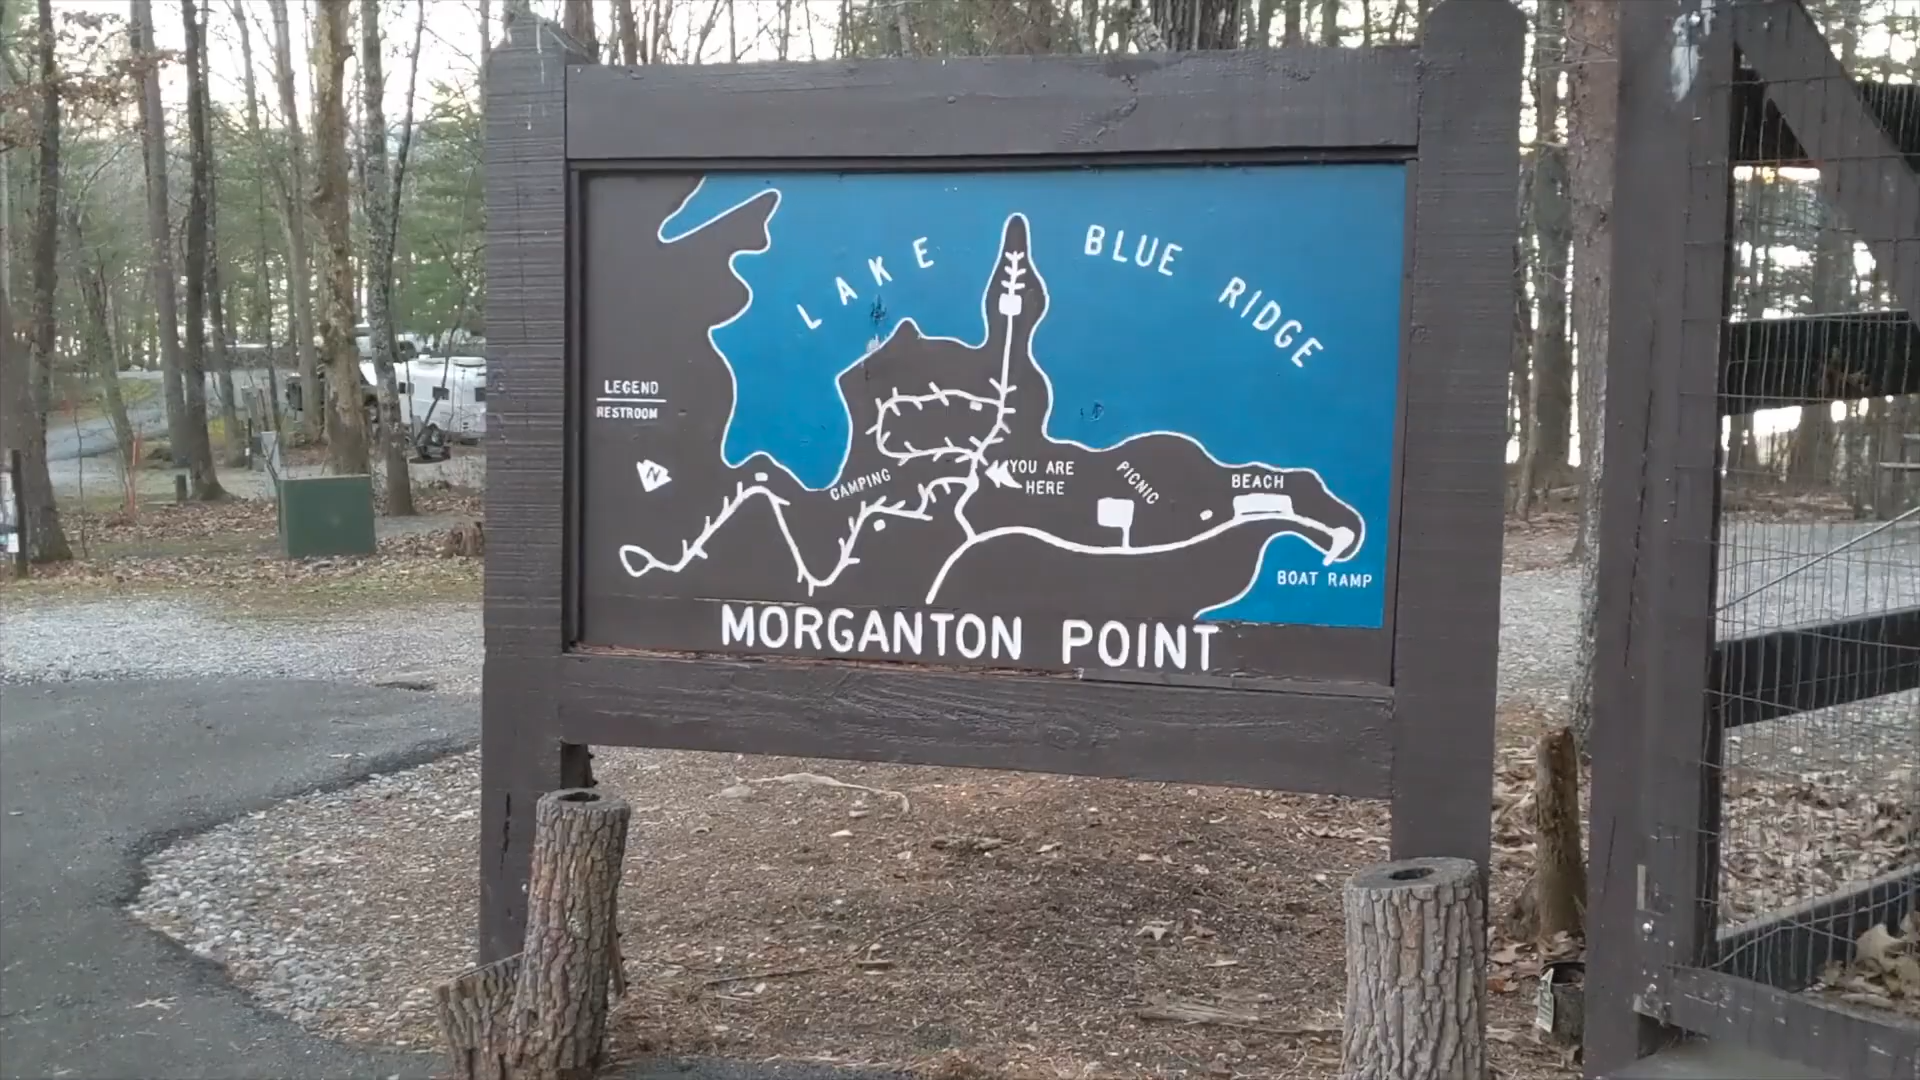 LAKE BLUE RIDGE
LEGEND
RESTROOM
N
CAMPING
YOU ARE
HERE
PICNIC
BEACH
BOAT RAMP
MORGANTON POINT